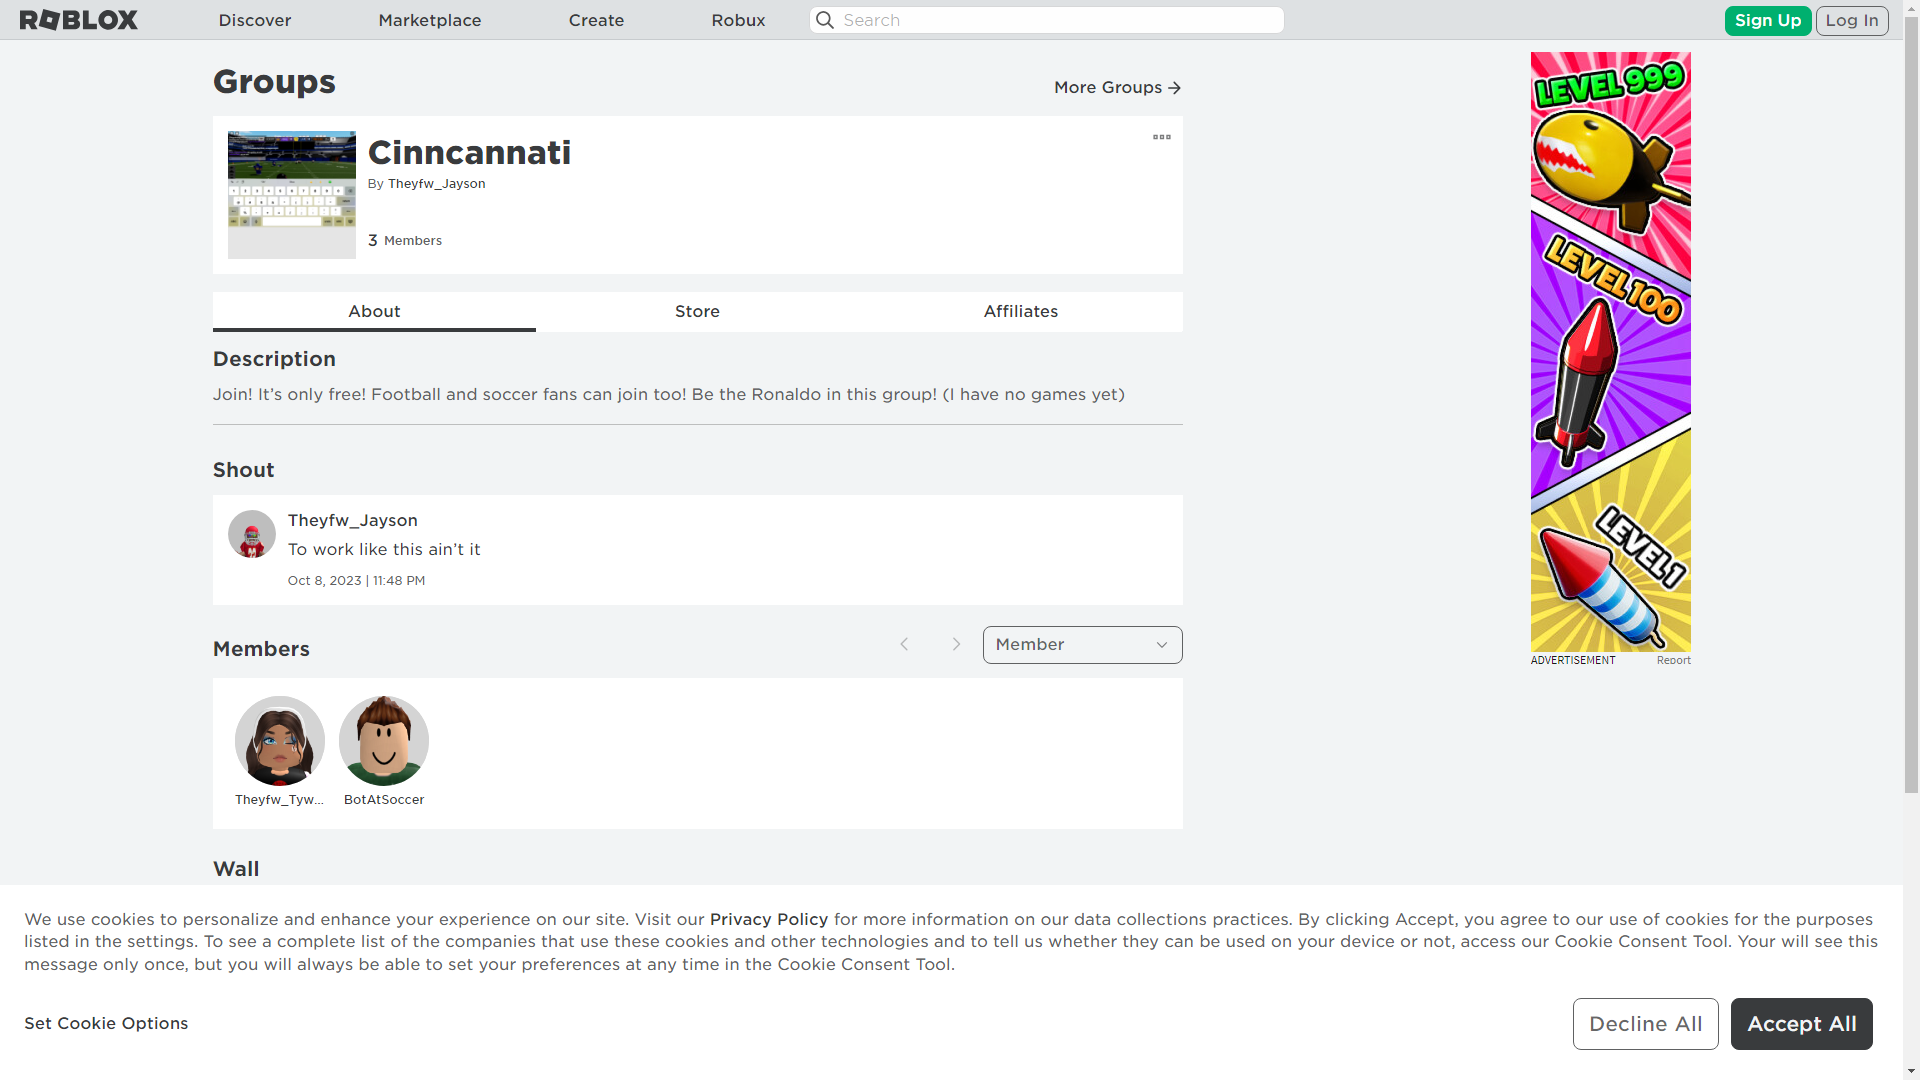 ROBLOX
Discover
Marketplace
Create
Robux
Search
Sign Up
Log In
Groups
More Groups
Cinncannati
By Theyfw_Jayson
3 Members
About
Store
Affiliates
Description
Join! It’s only free! Football and soccer fans can join too! Be the Ronaldo in this group! (I have no games yet)
Shout
Theyfw_Jayson
To work like this ain’t it
Oct 8, 2023 | 11:48 PM
Members
Member
Theyfw_Tyw...
BotAtSoccer
Wall
LEVEL 999
LEVEL 100
LEVEL 1
ADVERTISEMENT
Report
We use cookies to personalize and enhance your experience on our site. Visit our Privacy Policy for more information on our data collections practices. By clicking Accept, you agree to our use of cookies for the purposes
listed in the settings. To see a complete list of the companies that use these cookies and other technologies and to tell us whether they can be used on your device or not, access our Cookie Consent Tool. Your will see this
message only once, but you will always be able to set your preferences at any time in the Cookie Consent Tool.
Set Cookie Options
Decline All
Accept All